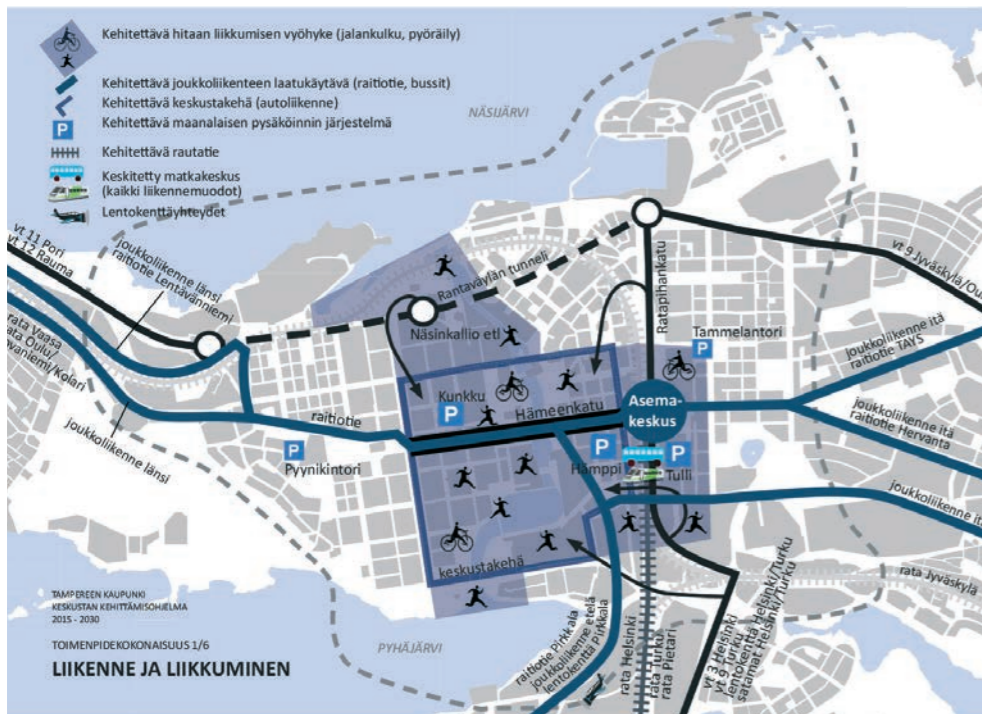 Kehitettävä hitaan liikkumisen vyöhyke (jalankulku, pyöräily)
Kehitettävä joukkoliikenteen laatukäytävä (raitiotie, bussit)
Kehitettävä keskustakehä (autoliikenne)
P
Kehitettävä maanalaisen pysäköinnin järjestelmä
Kehitettävä rautatie
Keskitetty matkakeskus
(kaikki liikennemuodot)
Lentokenttäyhteydet
NÄSIJÄRVI
vt 11 Pori
vt 12 Rauma
joukkoliikenne länsi
raitiotie Lentävänniemi
rata Vaasa
joukkoliikenne länsi
raitiotie
P
Pyynikintori
Rantaväylän tunneli
Näsinkallio etl
Ratapihankatu
vt 9 Jyväskylä/Ou
Tammelantori
P
Kunkku
P
Hämeenkatu
Asema-
keskus
joukkoliikenne itä
raitiotie TAYS
joukkoliikenne itä
raitiotie Hervanta
joukkoliikenne itä
P
Hämppi
P
Tulli
keskustakehä
rata Jyväskylä
raitiotie Pirkkala
joukkoliikenne etelä
lentokenttä Pirkkala
rata Helsinki
rata Turku
rata Pietari
vt 3 Helsinki
vt 9 Turku
lentokenttä Helsinki/Turku
satamat Helsinki/Turku
PYHÄJÄRVI
TAMPEREEN KAUPUNKI
KESKUSTAN KEHITTÄMISOHJELMA
2015 - 2030
TOIMENPIDEKOKONAISUUS 1/6
LIIKENNE JA LIIKKUMINEN